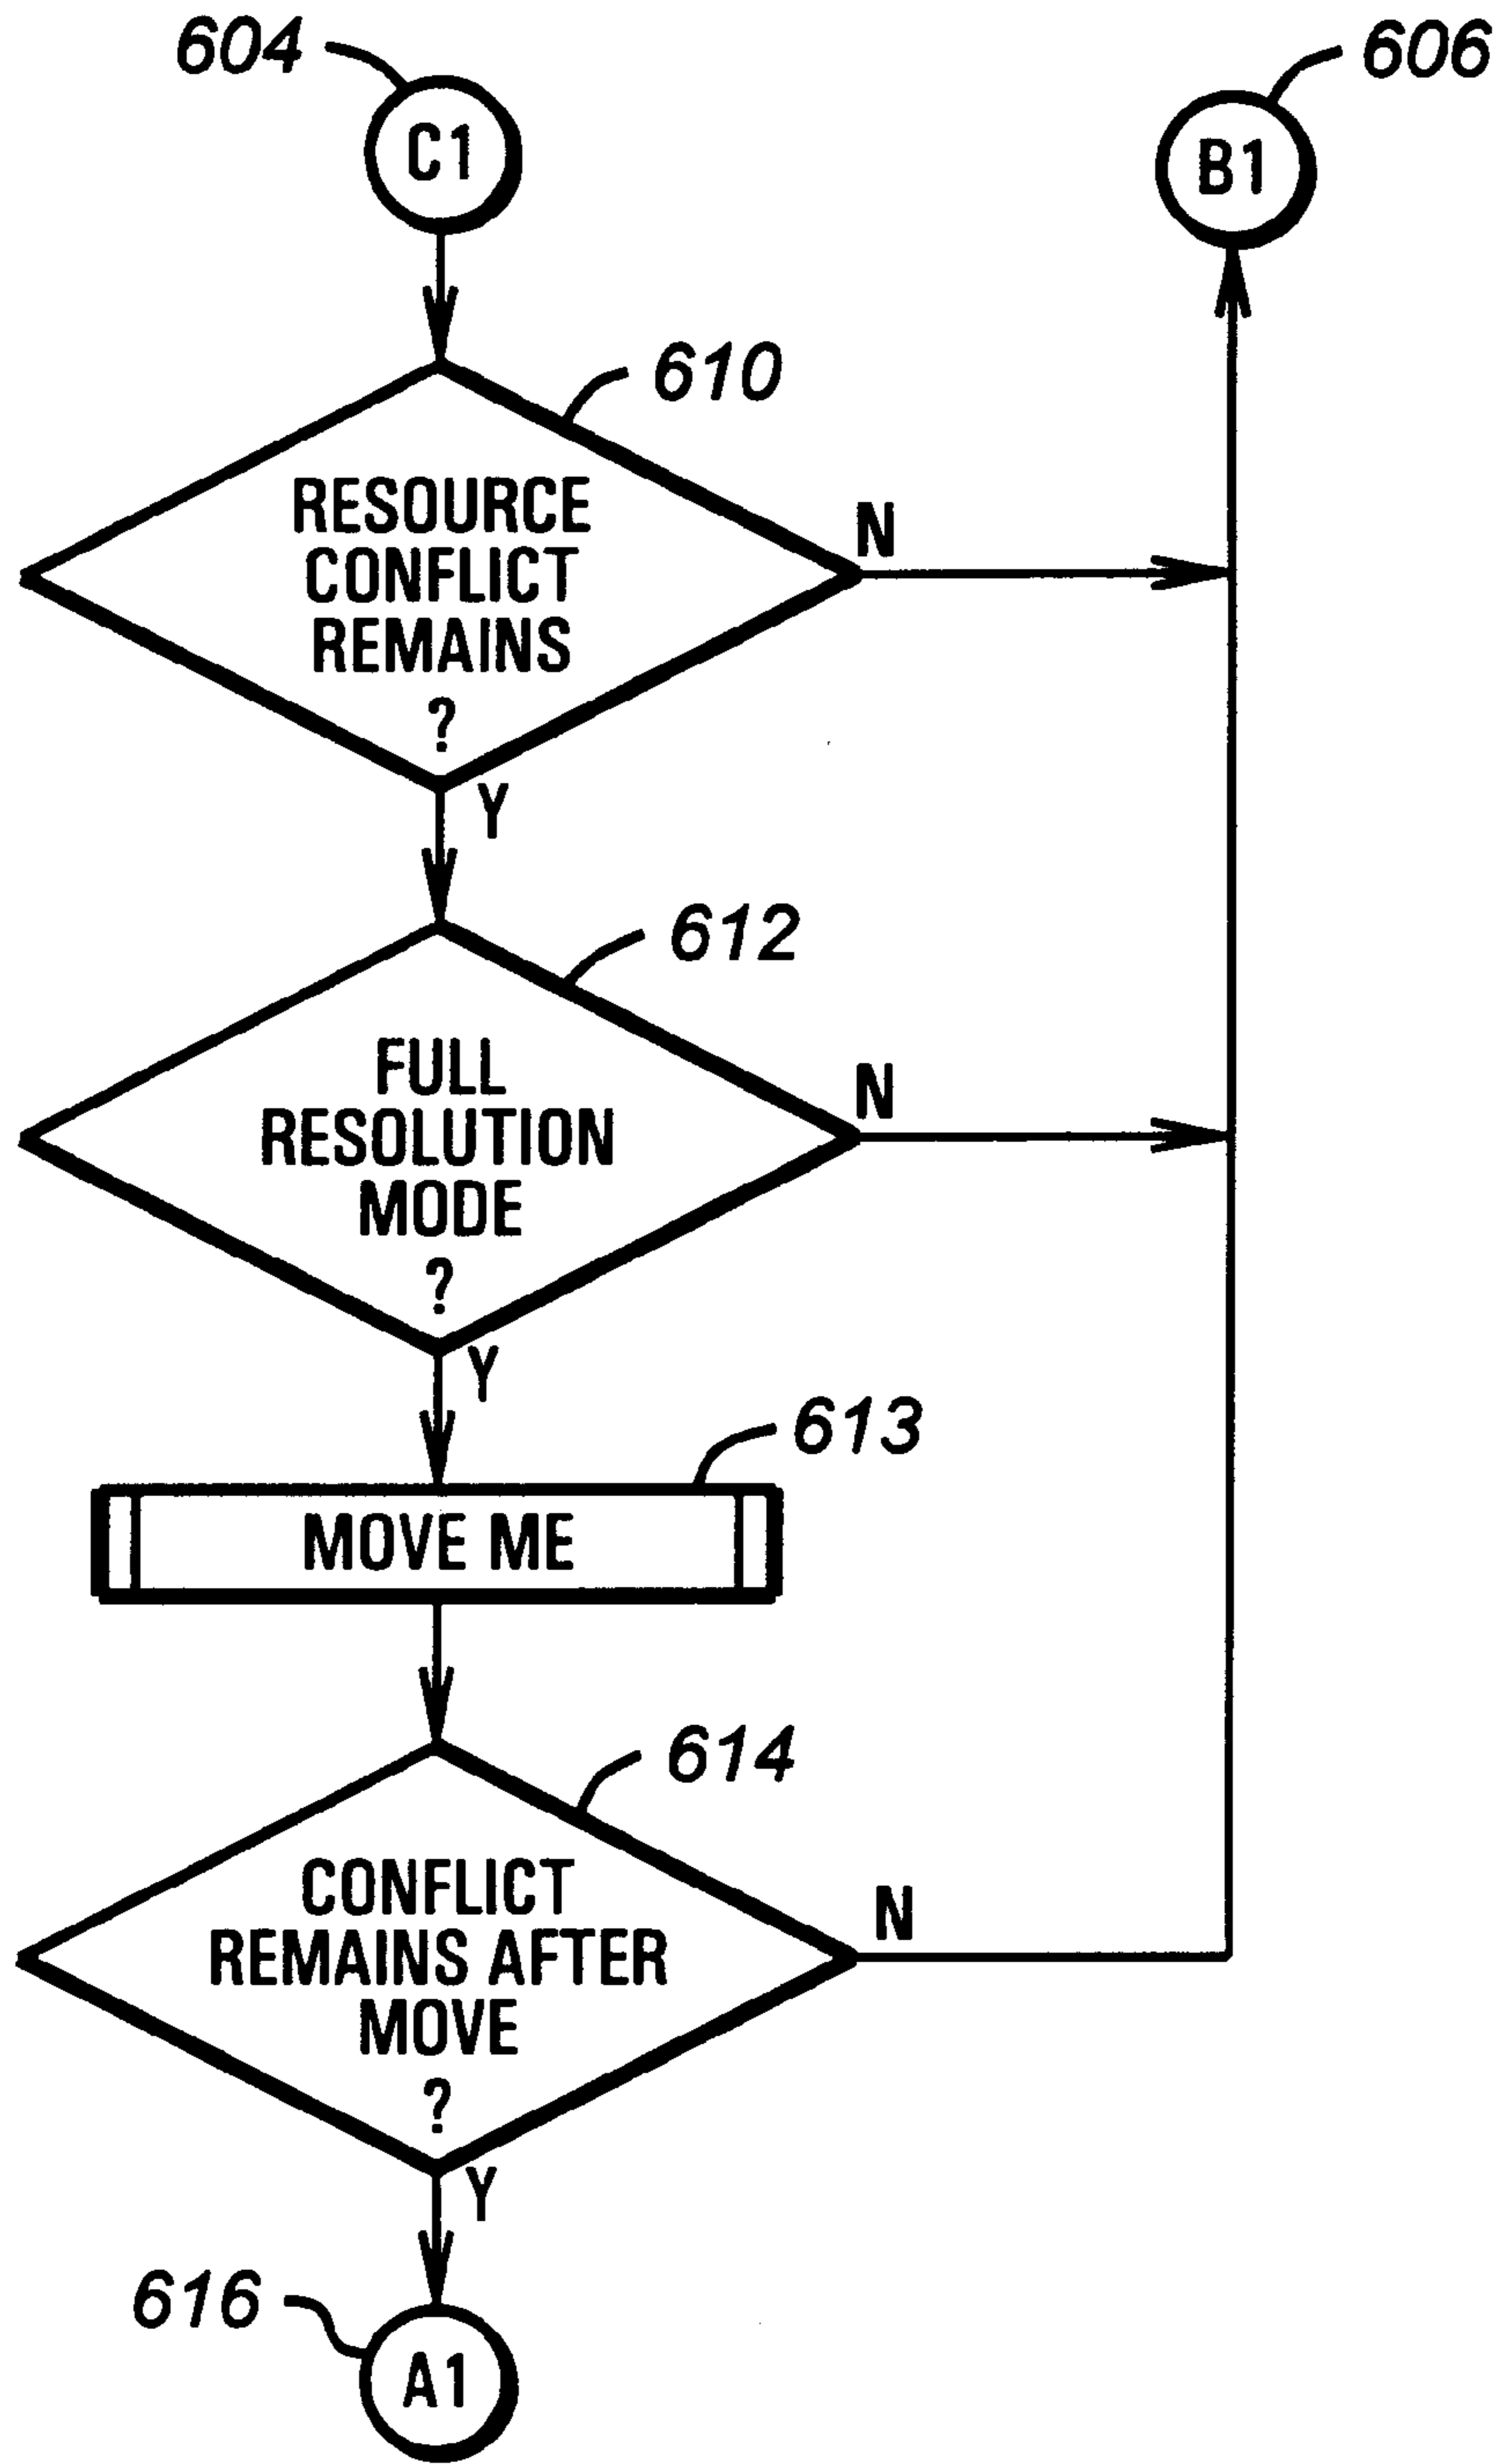 604
606
C1
B1
610
RESOURCE
CONFLICT
REMAINS
?
N
Y
612
FULL
RESOLUTION
MODE
?
N
Y
613
MOVE ME
614
CONFLICT
REMAINS AFTER
MOVE
?
N
Y
616
A1